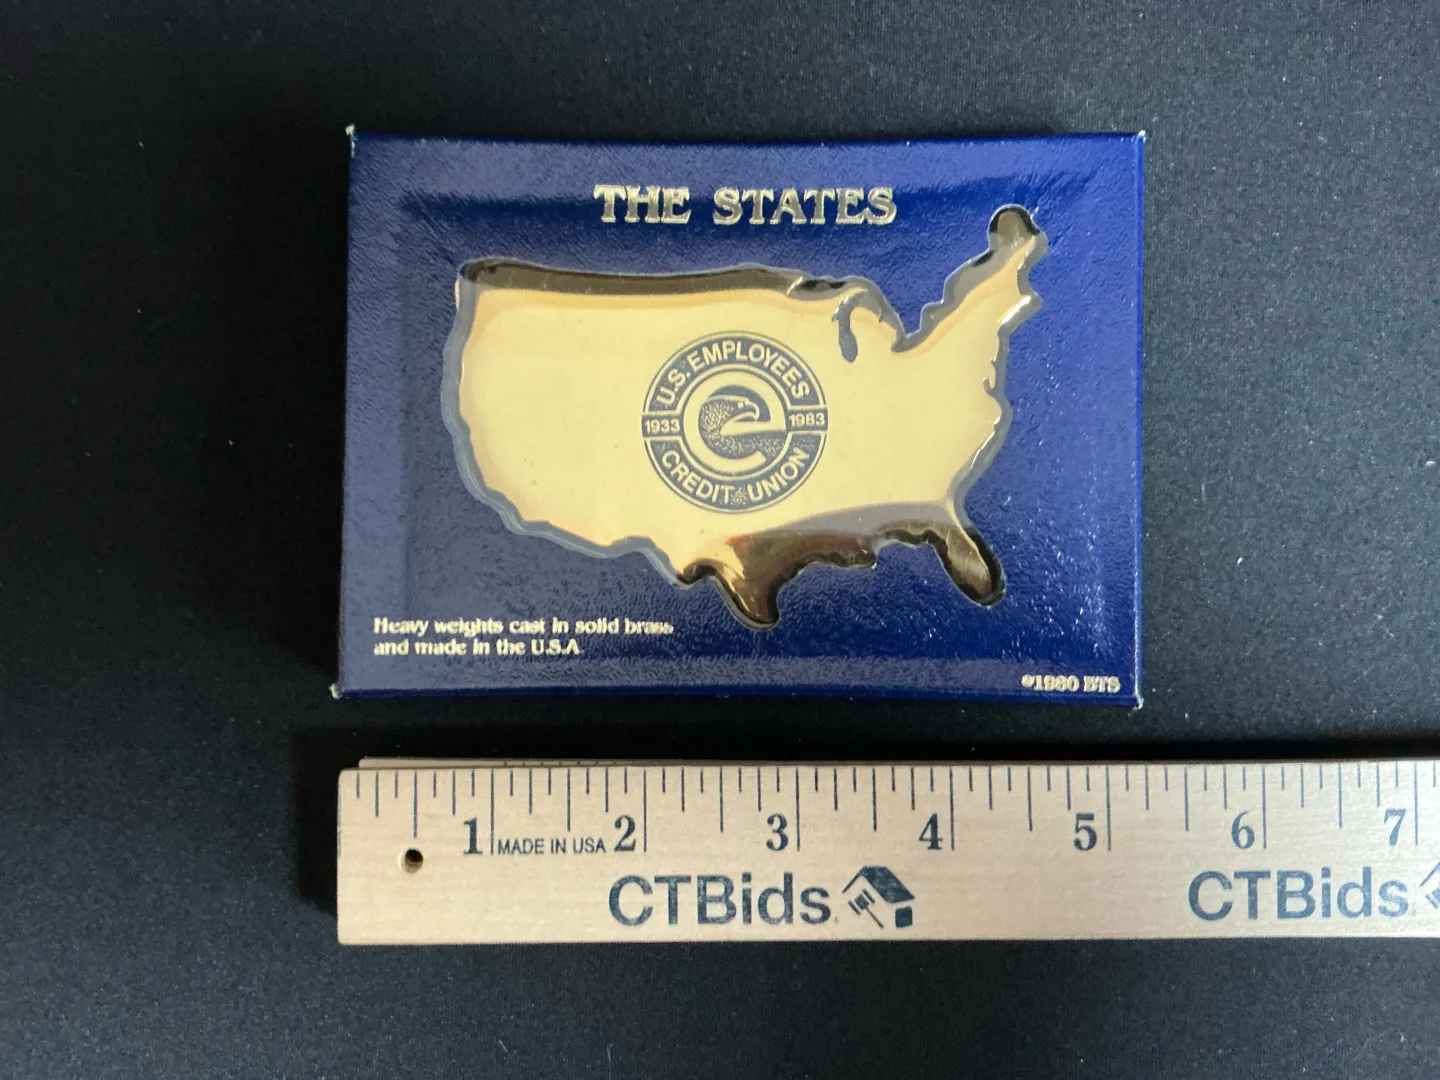 THE STATES
U.S. EMPLOYEES
1933 1983
e
CREDIT UNION
Heavy weights cast in solid brass
and made in the U.S.A
©1980 BTS
1 MADE IN USA 2 3 4 5 6 7
CTBids CTBids